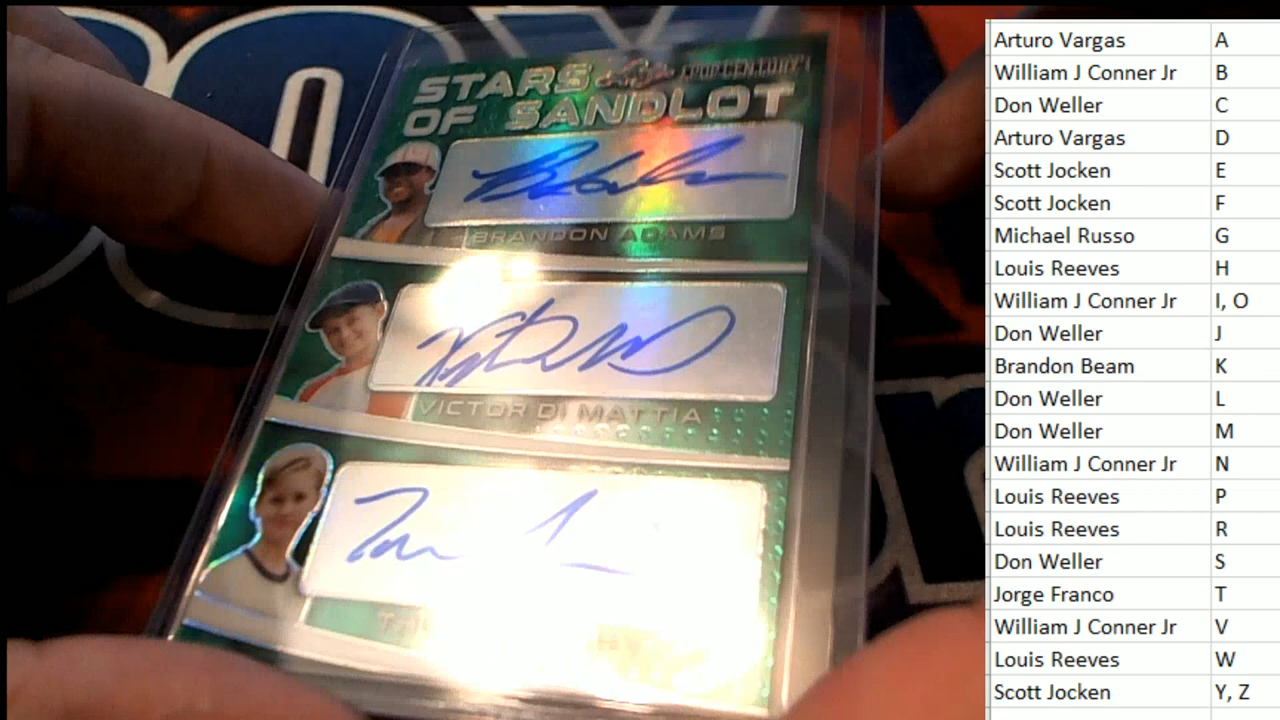 STARS
POP CENTURY
OF SANDLOT
BRANDON ADAMS
VICTOR DI MATTIA
Arturo Vargas A
William J Conner Jr B
Don Weller C
Arturo Vargas D
Scott Jocken E
Scott Jocken F
Michael Russo G
Louis Reeves H
William J Conner Jr I, O
Don Weller J
Brandon Beam K
Don Weller L
Don Weller M
William J Conner Jr N
Louis Reeves P
Louis Reeves R
Don Weller S
Jorge Franco T
William J Conner Jr V
Louis Reeves W
Scott Jocken Y, Z